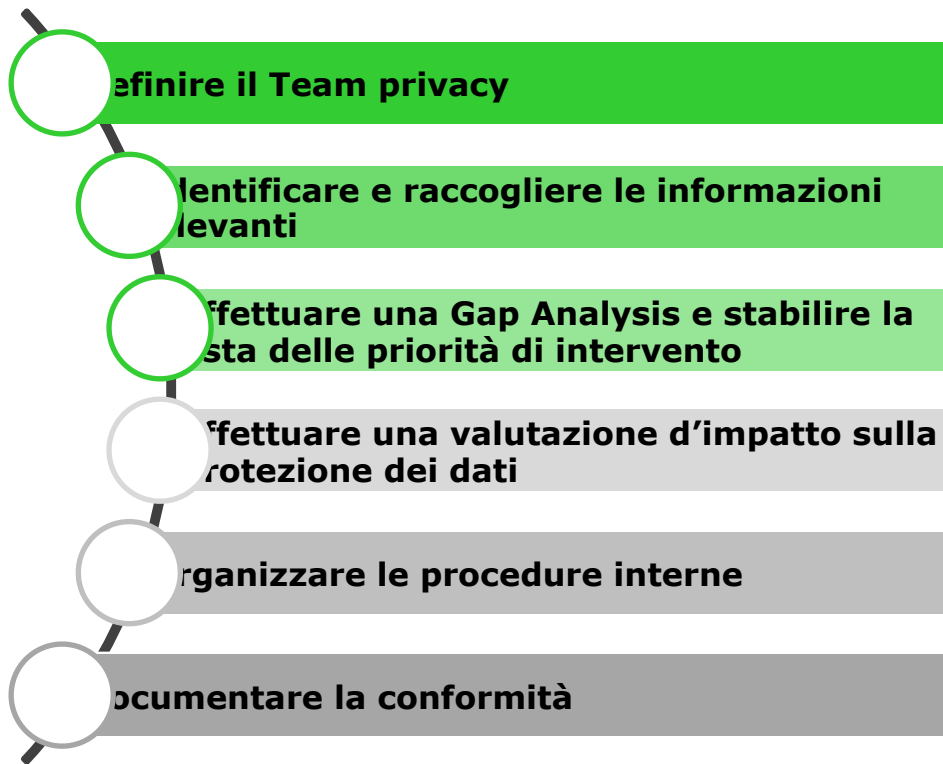 efinire il Team privacy
dentificare e raccogliere le informazioni
levanti
ffettuare una Gap Analysis e stabilire la
sta delle priorità di intervento
ffettuare una valutazione d’impatto sulla
rotezione dei dati
rganizzare le procedure interne
ocumentare la conformità